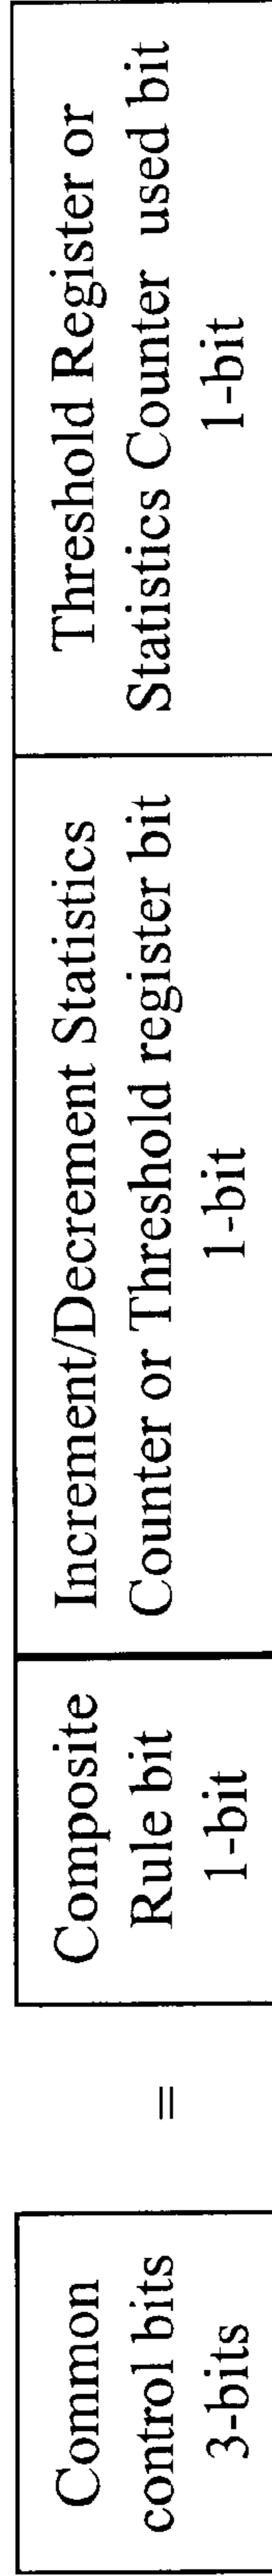 Common
control bits
3-bits
=
Composite
Rule bit
1-bit
Increment/Decrement Statistics
Counter or Threshold register bit
1-bit
Threshold Register or
Statistics Counter used bit
1-bit